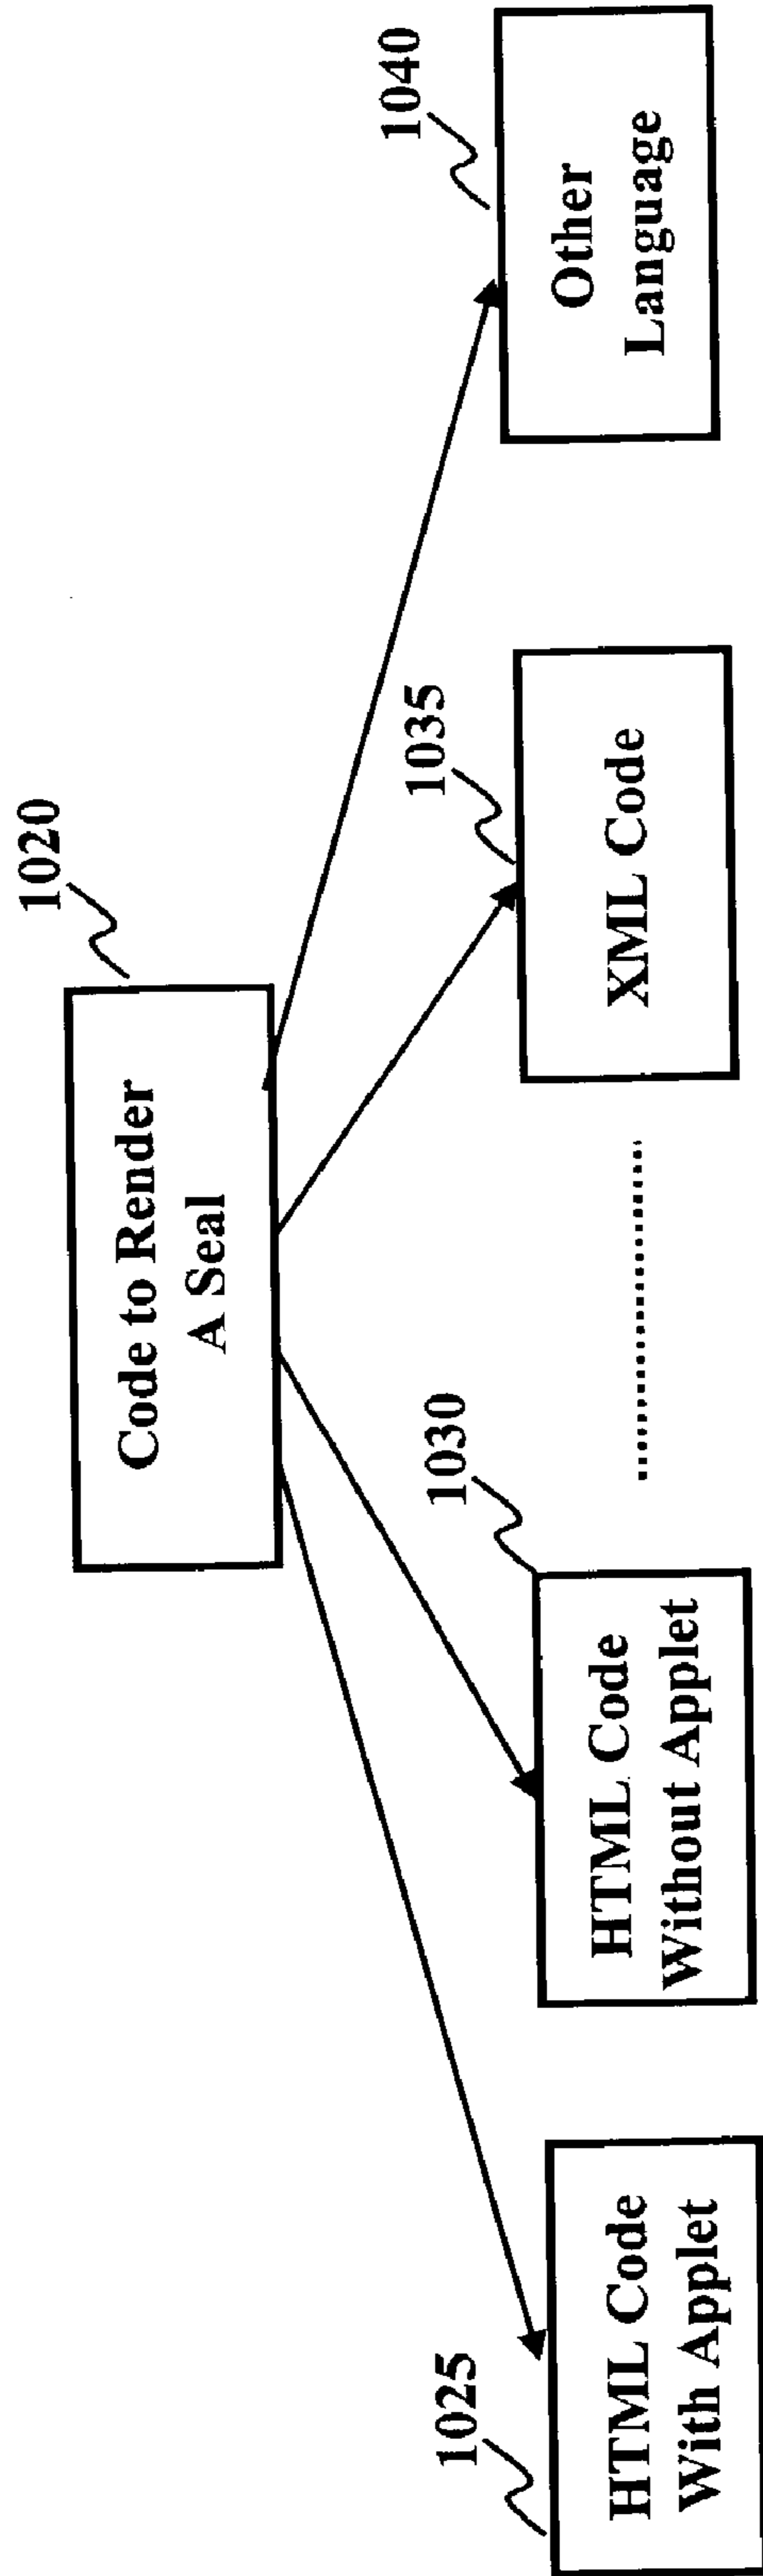 1020
Code to Render
A Seal
1025
HTML Code
With Applet
1030
HTML Code
Without Applet
1035
XML Code
1040
Other
Language